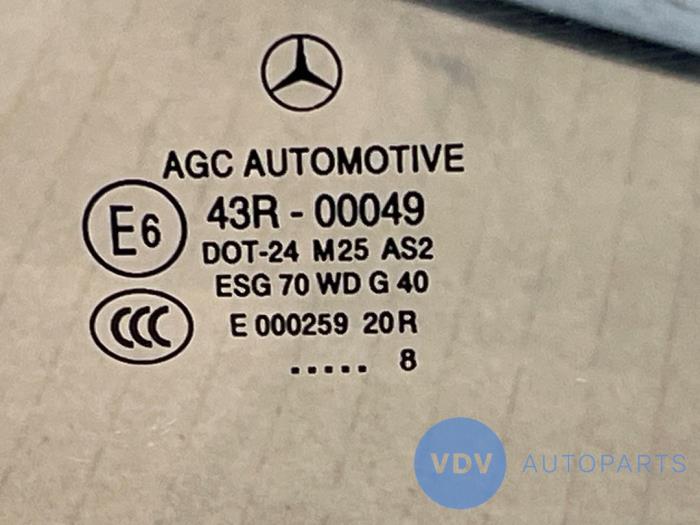 AGC AUTOMOTIVE
E6 43R - 00049
DOT-24 M25 AS2
ESG 70 WD G 40
CCC E 000259 20R
..... 8
VDV AUTOPARTS